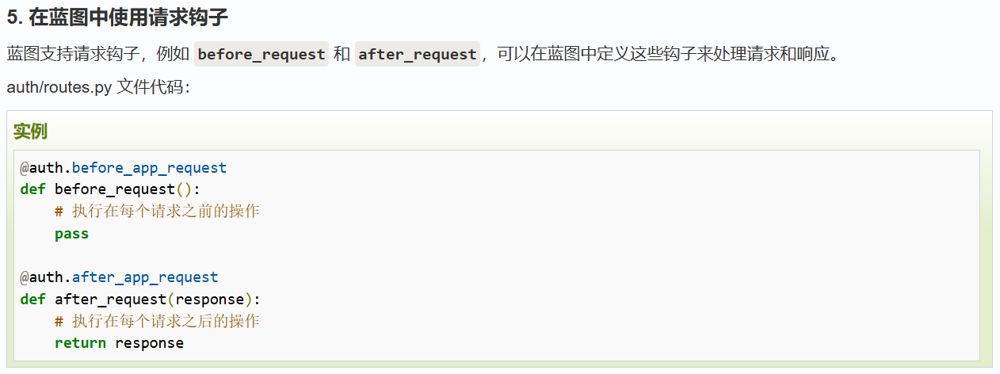 5. 在蓝图中使用请求钩子
蓝图支持请求钩子，例如 before_request 和 after_request，可以在蓝图中定义这些钩子来处理请求和响应。
auth/routes.py 文件代码：
实例
@auth.before_app_request
def before_request():
    # 执行在每个请求之前的操作
    pass
@auth.after_app_request
def after_request(response):
    # 执行在每个请求之后的操作
    return response